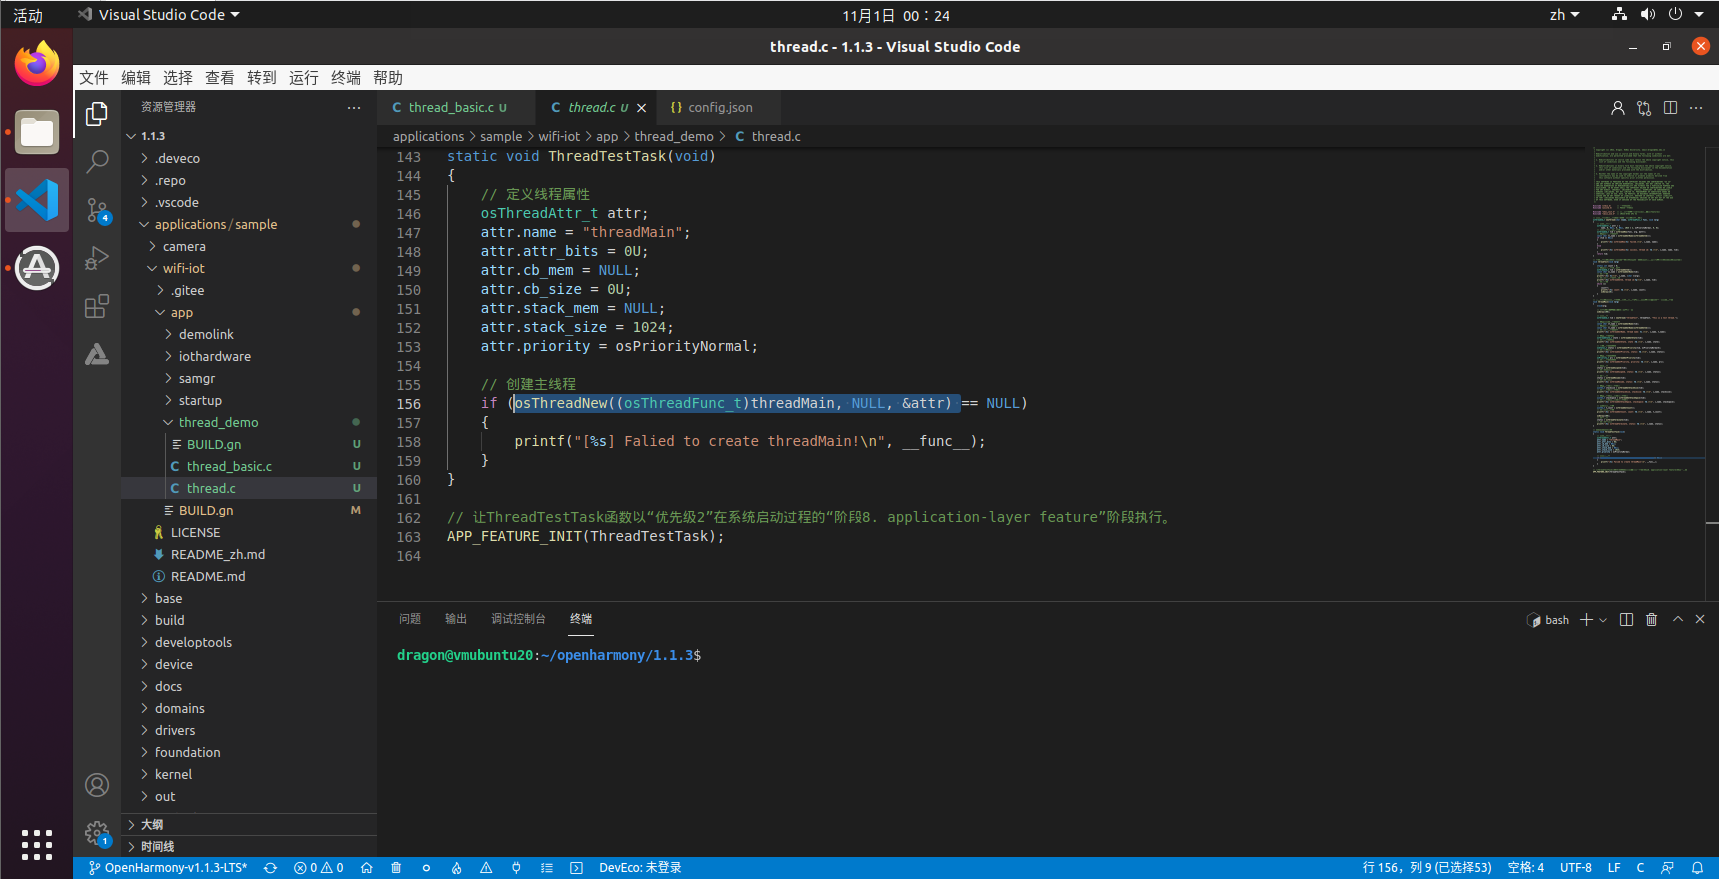 活动
Visual Studio Code
11月1日 00：24
zh
thread.c - 1.1.3 - Visual Studio Code
文件 编辑 选择 查看 转到 运行 终端 帮助
资源管理器
1.1.3
.deveco
.repo
.vscode
applications / sample
camera
wifi-iot
.gitee
app
demolink
iothardware
samgr
startup
thread_demo
BUILD.gn U
thread_basic.c U
thread.c U
BUILD.gn M
LICENSE
README_zh.md
README.md
base
build
developtools
device
docs
domains
drivers
foundation
kernel
out
大纲
时间线
4
1
C thread_basic.c U
C thread.c U
{} config.json
applications > sample > wifi-iot > app > thread_demo > C thread.c
143 static void ThreadTestTask(void)
144 {
145 // 定义线程属性
146 osThreadAttr_t attr;
147 attr.name = "threadMain";
148 attr.attr_bits = 0U;
149 attr.cb_mem = NULL;
150 attr.cb_size = 0U;
151 attr.stack_mem = NULL;
152 attr.stack_size = 1024;
153 attr.priority = osPriorityNormal;
154
155 // 创建主线程
156 if (osThreadNew((osThreadFunc_t)threadMain, NULL, &attr) == NULL)
157 {
158 printf("[%s] Falied to create threadMain!\n", __func__);
159 }
160 }
161
162 // 让ThreadTestTask函数以“优先级2”在系统启动过程的“阶段8. application-layer feature”阶段执行。
163 APP_FEATURE_INIT(ThreadTestTask);
164
问题 输出 调试控制台 终端
bash
dragon@vmubuntu20:~/openharmony/1.1.3$
OpenHarmony-v1.1.3-LTS*
0 0
DevEco: 未登录
行 156，列 9 (已选择53)
空格: 4
UTF-8
LF
C